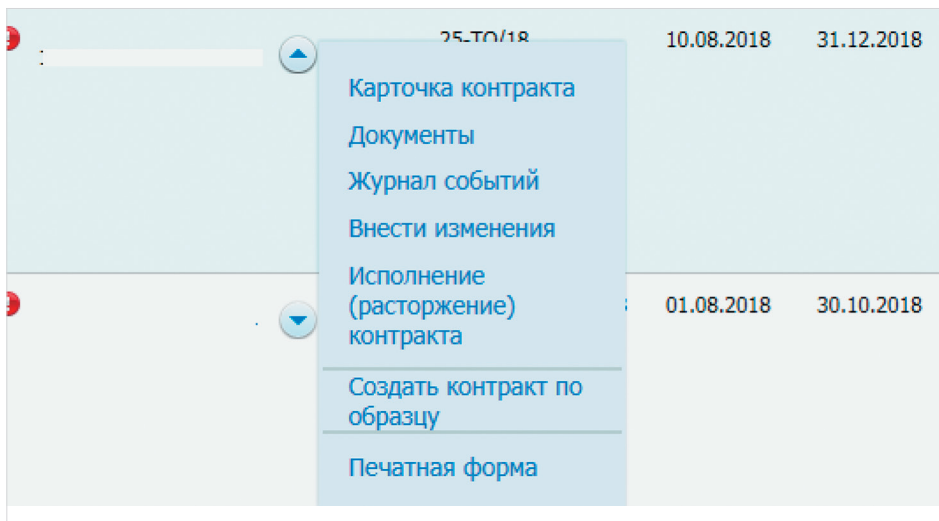 25-ТО/18 10.08.2018 31.12.2018
:
Карточка контракта
Документы
Журнал событий
Внести изменения
Исполнение
(расторжение) 01.08.2018 30.10.2018
контракта
Создать контракт по
образцу
Печатная форма